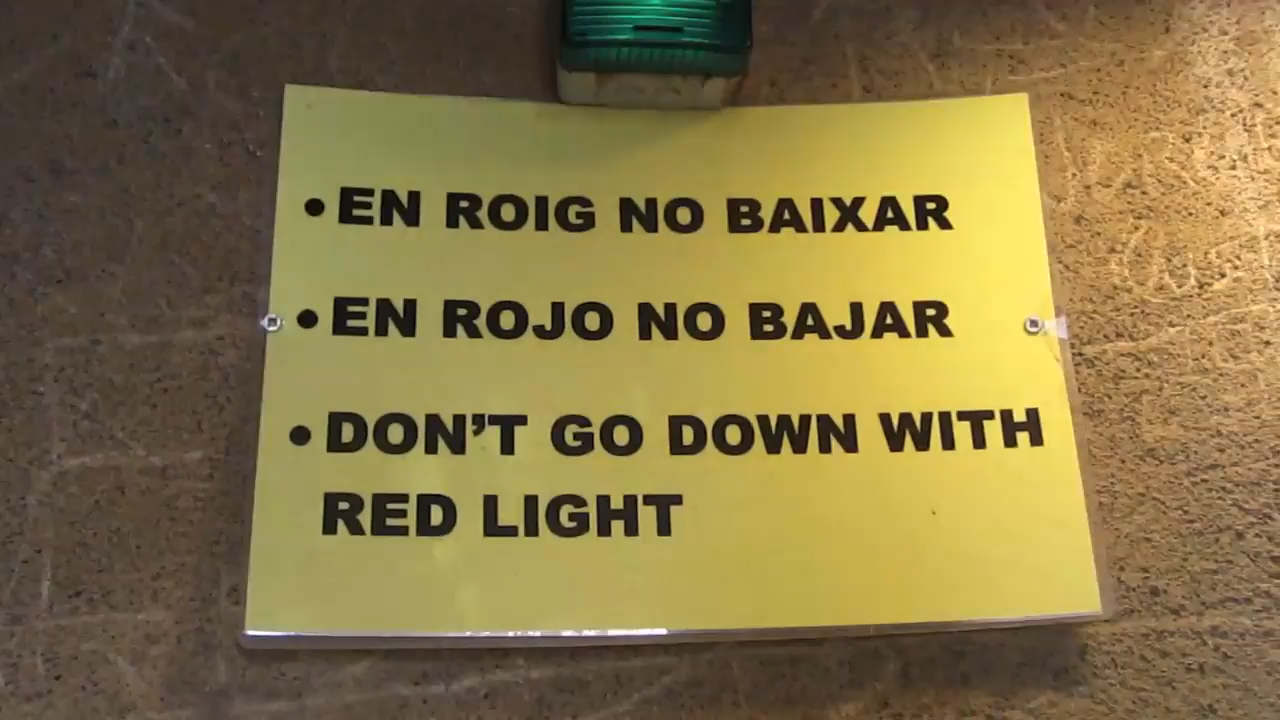 • EN ROIG NO BAIXAR
• EN ROJO NO BAJAR
• DON'T GO DOWN WITH
RED LIGHT